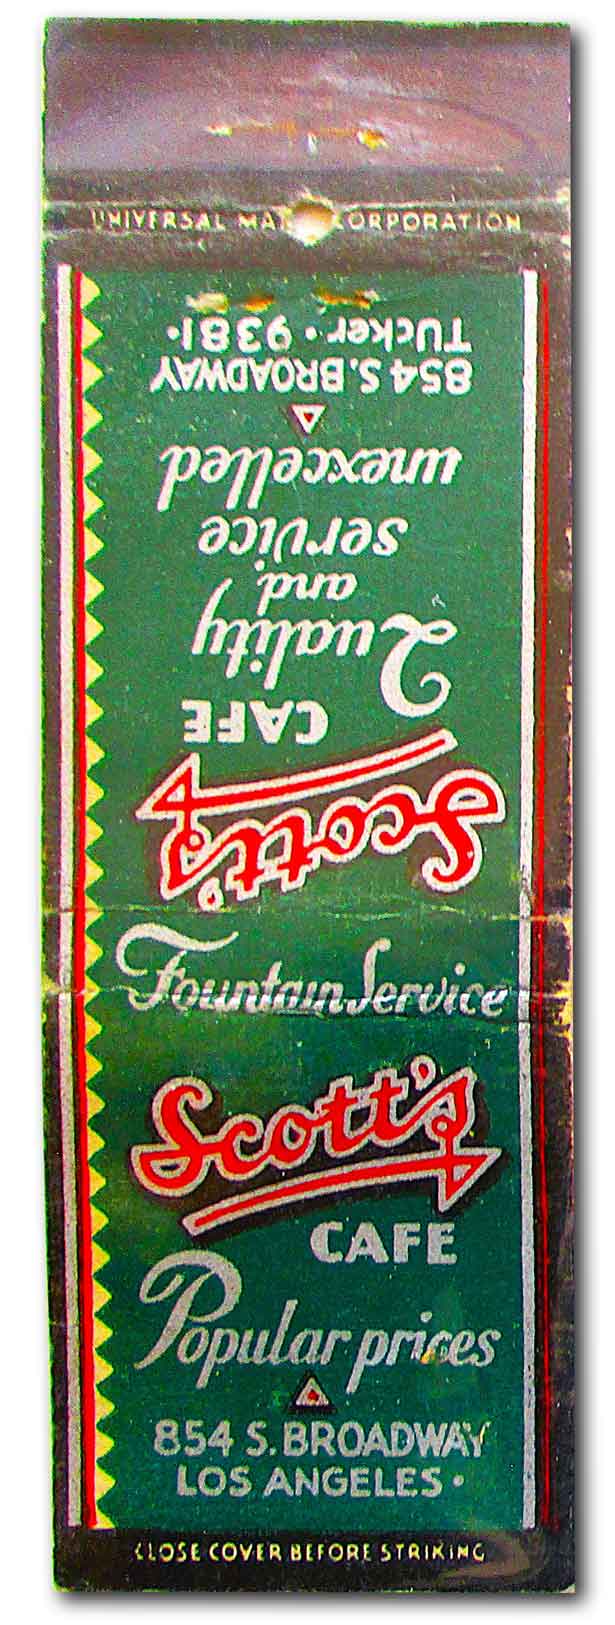 UNIVERSAL MA CORPORATION
Scott's
CAFE
Quality
and
service
unexcelled
854 S. BROADWAY
TUcker · 9381·
Fountain Service
Scott's
CAFE
Popular prices
854 S. BROADWAY
LOS ANGELES ·
CLOSE COVER BEFORE STRIKING